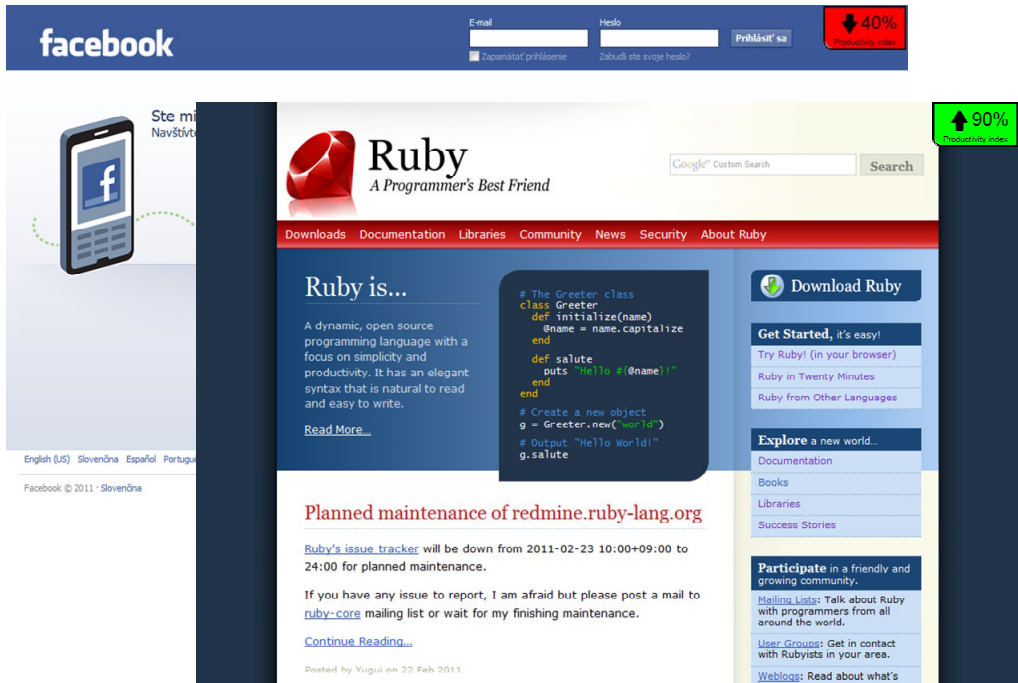 facebook
E-mail
Heslo
Prihlásiť sa
Zapamätať prihlásenie
Zabudli ste svoje heslo?
40%
Productivity index
Ste mi
Navštívte
English (US) Slovenčina Español Portugu
Facebook © 2011 · Slovenčina
90%
Productivity index
Ruby
A Programmer's Best Friend
Google™ Custom Search
Search
Downloads Documentation Libraries Community News Security About Ruby
Ruby is...
A dynamic, open source
programming language with a
focus on simplicity and
productivity. It has an elegant
syntax that is natural to read
and easy to write.
Read More...
# The Greeter class
class Greeter
def initialize(name)
@name = name.capitalize
end
def salute
puts "Hello #{@name}!"
end
end
# Create a new object
g = Greeter.new("world")
# Output "Hello World!"
g.salute
Download Ruby
Get Started, it's easy!
Try Ruby! (in your browser)
Ruby in Twenty Minutes
Ruby from Other Languages
Explore a new world...
Documentation
Books
Libraries
Success Stories
Participate in a friendly and
growing community.
Mailing Lists: Talk about Ruby
with programmers from all
around the world.
User Groups: Get in contact
with Rubyists in your area.
Weblogs: Read about what's
Planned maintenance of redmine.ruby-lang.org
Ruby's issue tracker will be down from 2011-02-23 10:00+09:00 to
24:00 for planned maintenance.
If you have any issue to report, I am afraid but please post a mail to
ruby-core mailing list or wait for my finishing maintenance.
Continue Reading...
Posted by Yugui on 22 Feb 2011